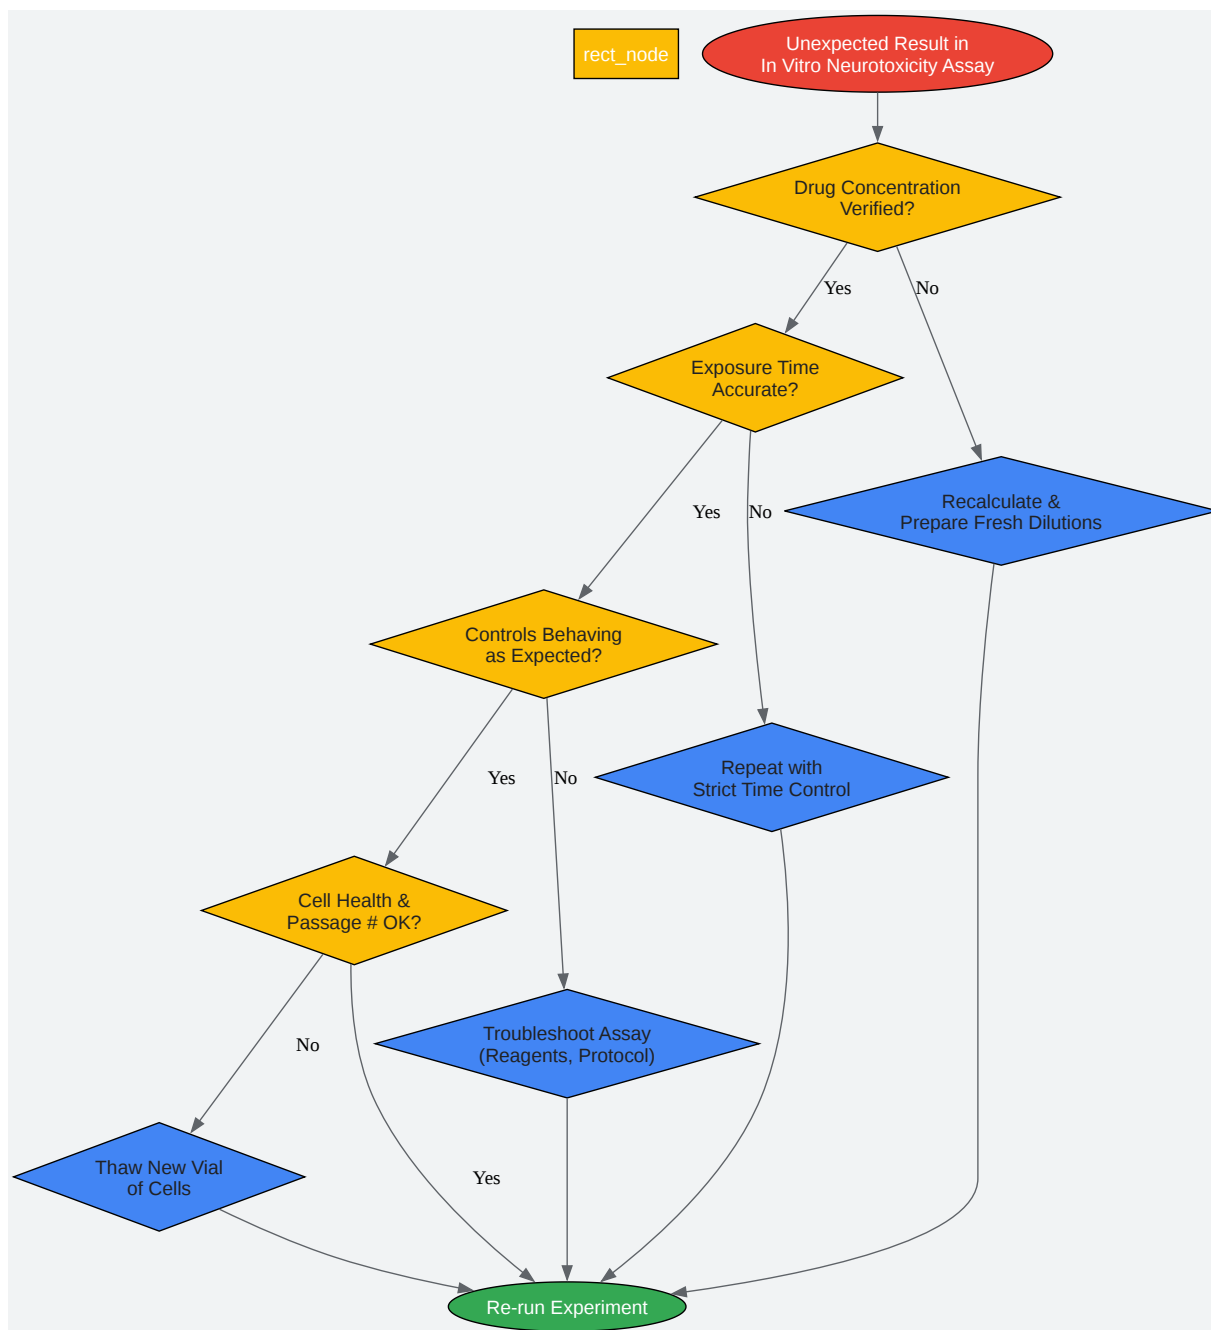 rect_node
Unexpected Result in
In Vitro Neurotoxicity Assay
Drug Concentration
Verified?
Yes
No
Exposure Time
Accurate?
Recalculate &
Prepare Fresh Dilutions
Yes
No
Controls Behaving
as Expected?
Repeat with
Strict Time Control
Yes
No
Cell Health &
Passage # OK?
Troubleshoot Assay
(Reagents, Protocol)
No
Thaw New Vial
of Cells
Yes
Re-run Experiment